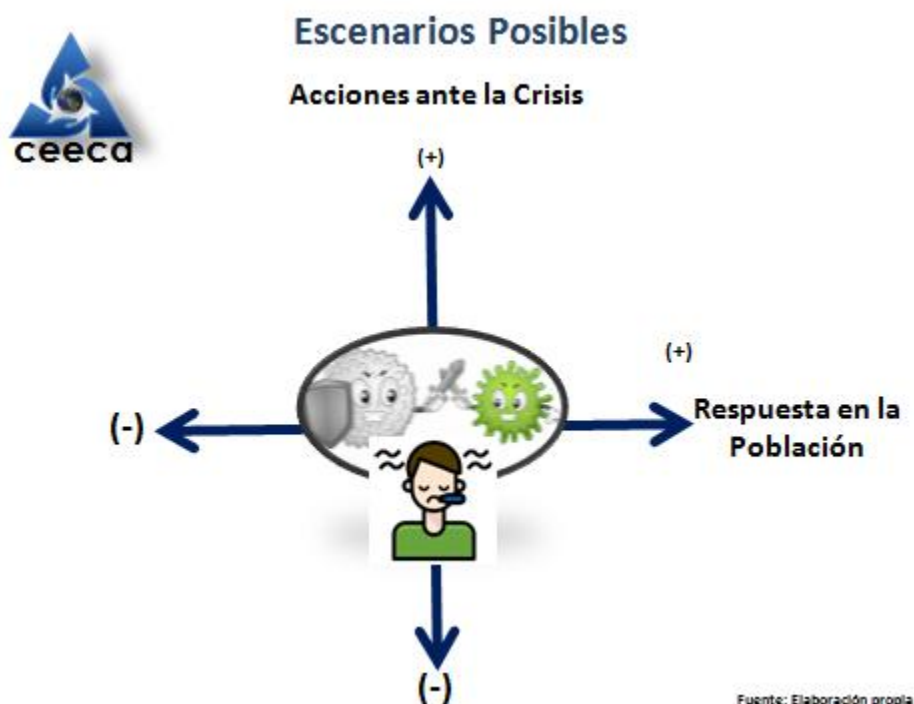 Escenarios Posibles
ceeca
Acciones ante la Crisis
(+)
(+)
(-)
Respuesta en la
Población
(-)
Fuente: Elaboración propia